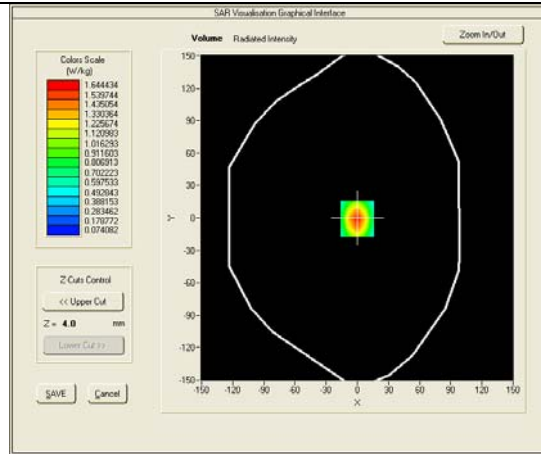 SAR Visualisation Graphical Interface
Volume Radiated Intensity
Zoom In/Out
Colors Scale
(W/kg)
1.644434
1.539744
1.435054
1.330364
1.225674
1.120983
1.016293
0.911603
0.806913
0.702223
0.597533
0.492843
0.388153
0.283462
0.178772
0.074082
Z Cuts Control
<< Upper Cut
Z = 4.0 mm
Lower Cut >>
SAVE Cancel
150
100
60
30
0
-30
-60
-90
-120
-150
Y
-150 -120 -90 -60 -30 0 30 60 90 120 150
X